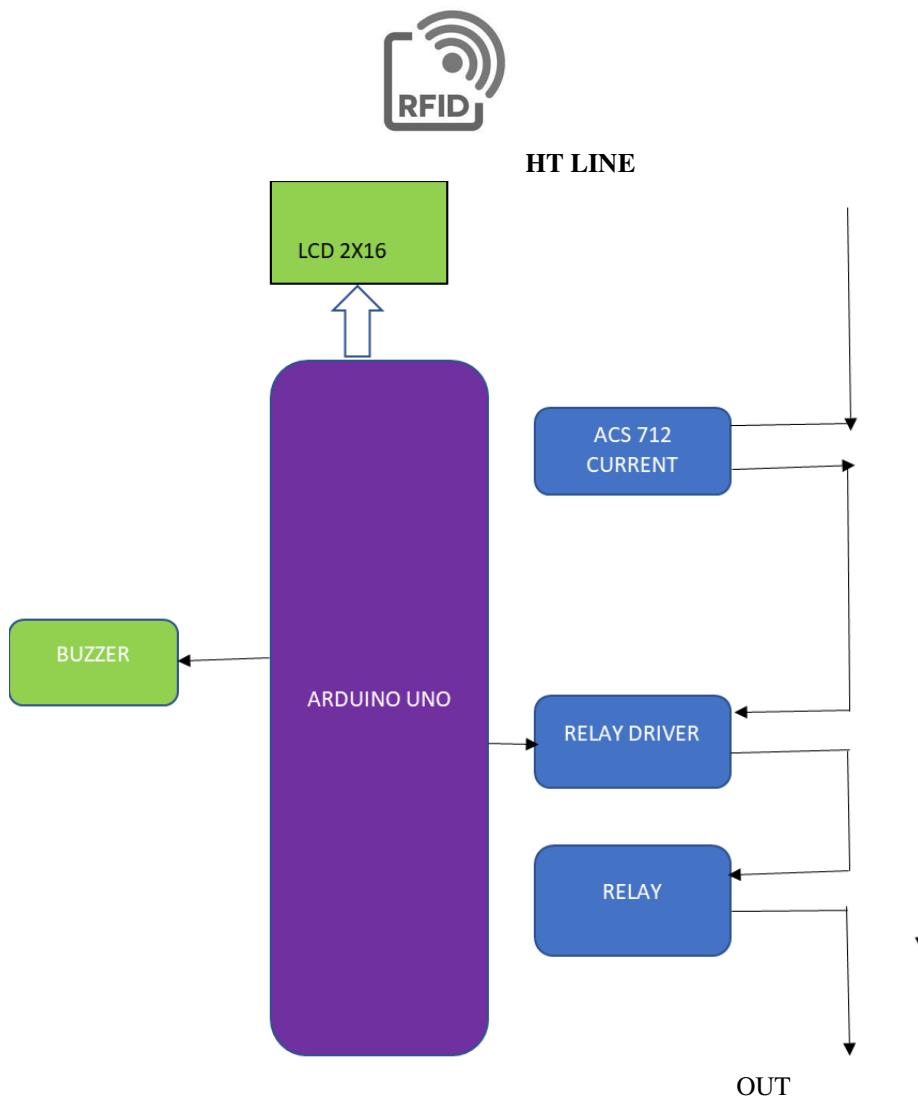 RFID
HT LINE
LCD 2X16
ACS 712
CURRENT
BUZZER
ARDUINO UNO
RELAY DRIVER
RELAY
OUT